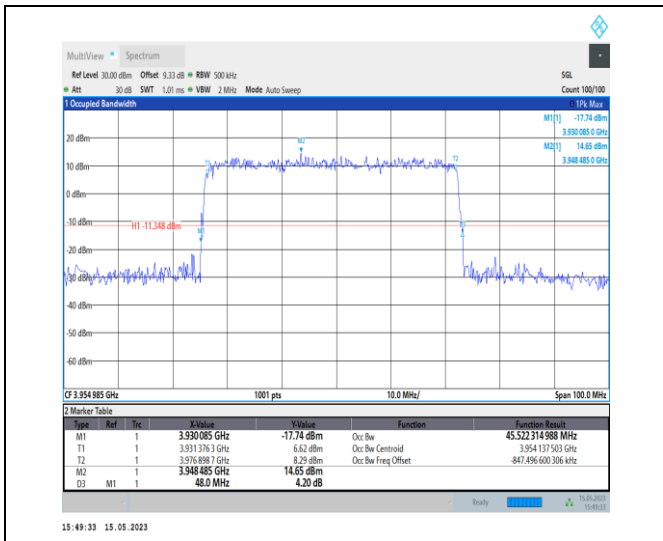 MultiView Spectrum
Ref Level 30.00 dBm Offset 9.33 dB RBW 500 kHz SGL
Att 30 dB SWT 1.01 ms VBW 2 MHz Mode Auto Sweep Count 100/100
1 Occupied Bandwidth 1Pk Max
M1[1] -17.74 dBm
3.930 085 0 GHz
M2[1] 14.65 dBm
3.948 485 0 GHz
M2
20 dBm
T2
10 dBm
0 dBm
-10 dBm
H1 -11.348 dBm
M1
-20 dBm
-30 dBm
-40 dBm
-50 dBm
-60 dBm
CF 3.954 985 GHz 1001 pts 10.0 MHz/ Span 100.0 MHz
2 Marker Table
Type Ref Trc X-Value Y-Value Function Function Result
M1 1 3.930 085 GHz -17.74 dBm Occ Bw 45.522 314 988 MHz
T1 1 3.931 376 3 GHz 6.62 dBm Occ Bw Centroid 3.954 137 503 GHz
T2 1 3.976 898 7 GHz 8.29 dBm Occ Bw Freq Offset -847.496 600 306 kHz
M2 1 3.948 485 GHz 14.65 dBm
D3 M1 1 48.0 MHz 4.20 dB
Ready 15.05.2023
15:49:33
15:49:33 15.05.2023